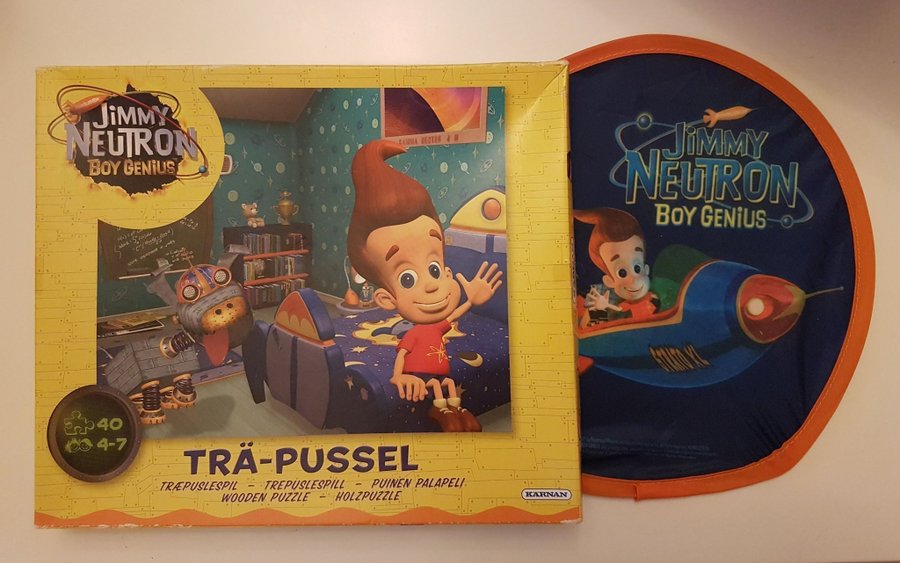 JIMMY
NEUTRON
BOY GENIUS
40
4-7
TRÄ-PUSSEL
TRÆPUSLESPIL – TREPUSLESPILL – PUINEN PALAPELI
WOODEN PUZZLE – HOLZPUZZLE
KÄRNAN
JIMMY
NEUTRON
BOY GENIUS